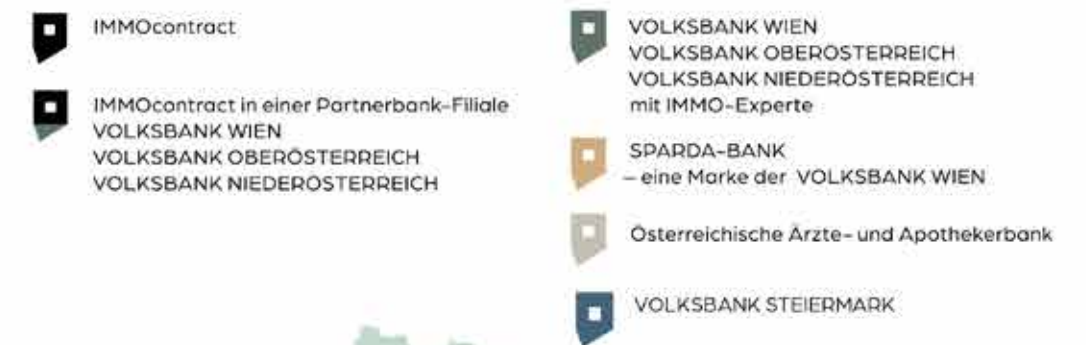 IMMOcontract
IMMOcontract in einer Partnerbank-Filiale
VOLKSBANK WIEN
VOLKSBANK OBERÖSTERREICH
VOLKSBANK NIEDERÖSTERREICH
VOLKSBANK WIEN
VOLKSBANK OBERÖSTERREICH
VOLKSBANK NIEDERÖSTERREICH
mit IMMO-Experte
SPARDA-BANK
– eine Marke der VOLKSBANK WIEN
Österreichische Ärzte- und Apothekerbank
VOLKSBANK STEIERMARK